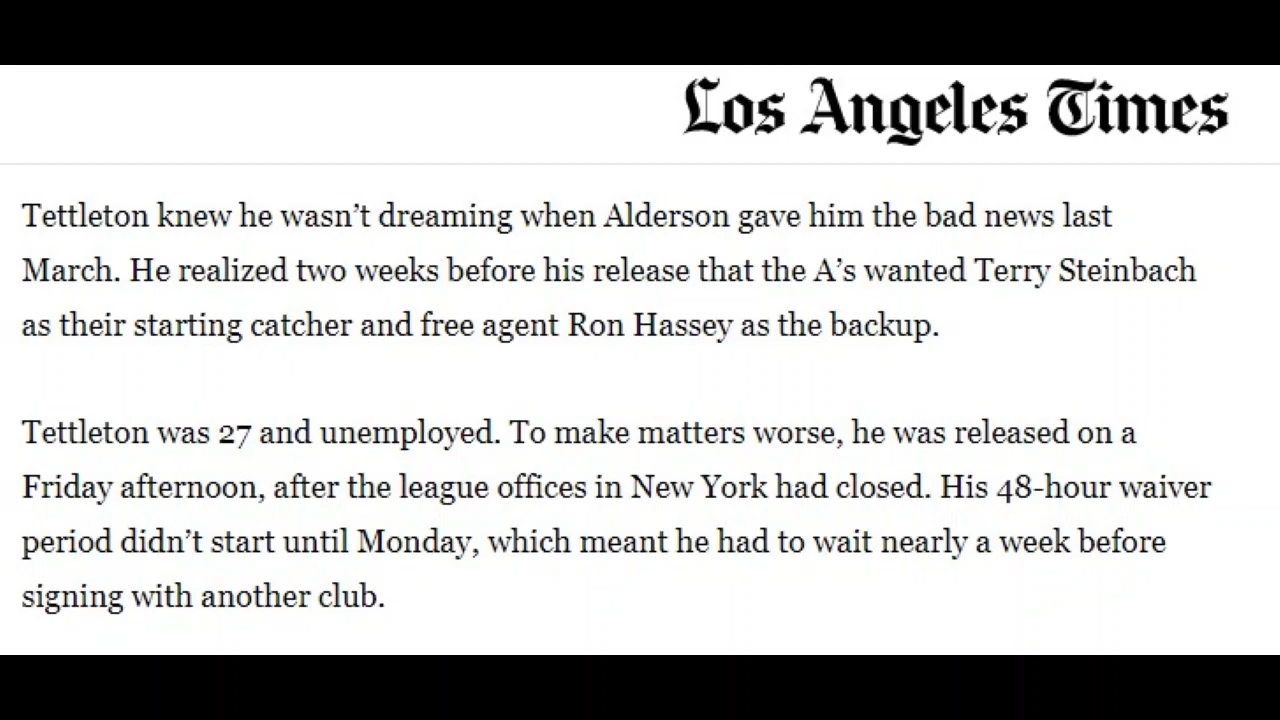 Los Angeles Times
Tettleton knew he wasn’t dreaming when Alderson gave him the bad news last
March. He realized two weeks before his release that the A’s wanted Terry Steinbach
as their starting catcher and free agent Ron Hassey as the backup.
Tettleton was 27 and unemployed. To make matters worse, he was released on a
Friday afternoon, after the league offices in New York had closed. His 48-hour waiver
period didn’t start until Monday, which meant he had to wait nearly a week before
signing with another club.